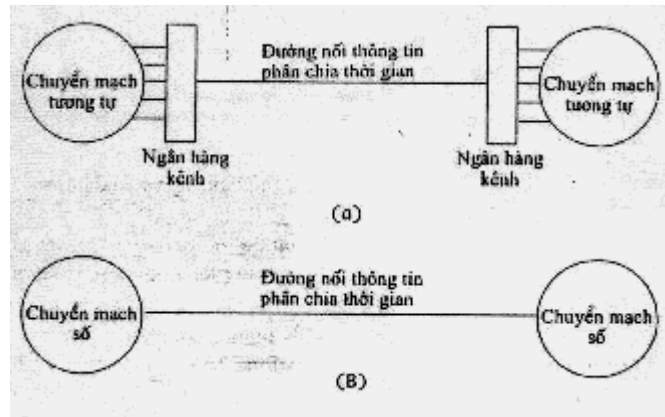 Đường nối thông tin
phân chia thời gian
Chuyển mạch
tương tự
Chuyển mạch
tương tự
Ngân hàng
kênh
Ngân hàng
kênh
(a)
Đường nối thông tin
phân chia thời gian
Chuyển mạch
số
Chuyển mạch
số
(B)